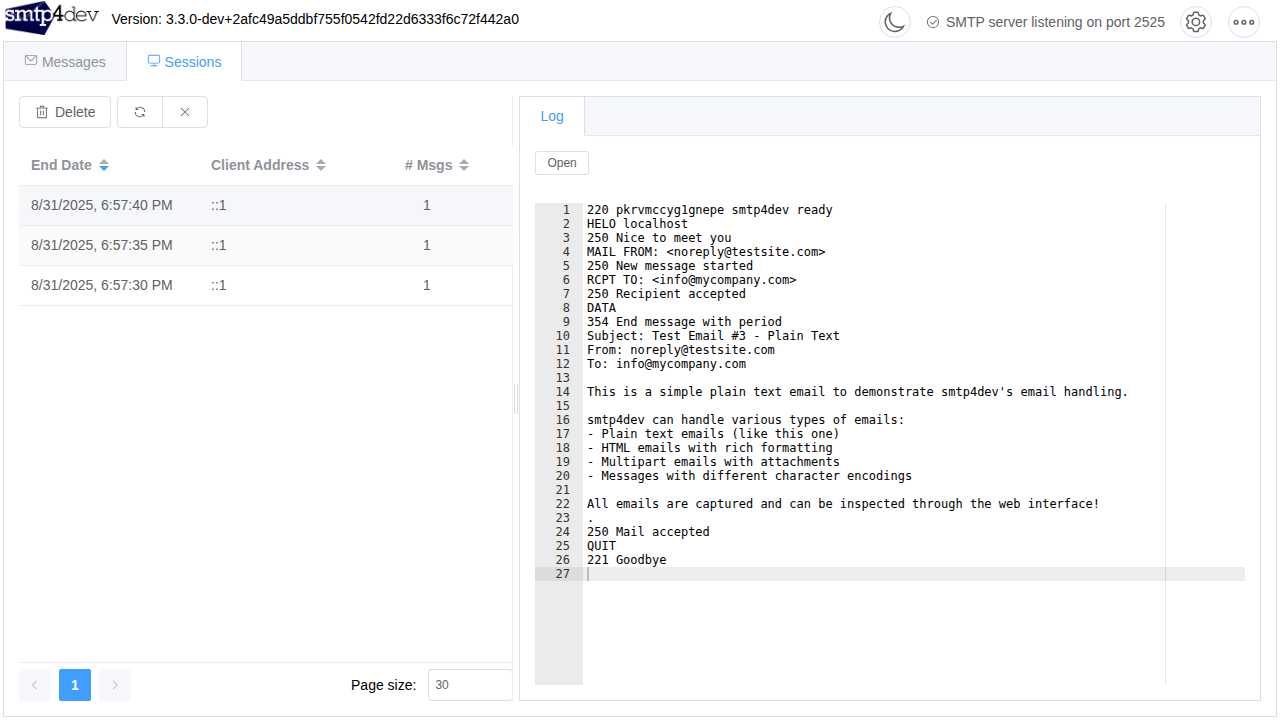 smtp4dev Version: 3.3.0-dev+2afc49a5ddbf755f0542fd22d6333f6c72f442a0 SMTP server listening on port 2525
Messages Sessions
Delete
End Date Client Address # Msgs
8/31/2025, 6:57:40 PM ::1 1
8/31/2025, 6:57:35 PM ::1 1
8/31/2025, 6:57:30 PM ::1 1
1 Page size: 30
Log
Open
1 220 pkrvmccyg1gnepe smtp4dev ready
2 HELO localhost
3 250 Nice to meet you
4 MAIL FROM: <noreply@testsite.com>
5 250 New message started
6 RCPT TO: <info@mycompany.com>
7 250 Recipient accepted
8 DATA
9 354 End message with period
10 Subject: Test Email #3 - Plain Text
11 From: noreply@testsite.com
12 To: info@mycompany.com
13
14 This is a simple plain text email to demonstrate smtp4dev's email handling.
15
16 smtp4dev can handle various types of emails:
17 - Plain text emails (like this one)
18 - HTML emails with rich formatting
19 - Multipart emails with attachments
20 - Messages with different character encodings
21
22 All emails are captured and can be inspected through the web interface!
23 .
24 250 Mail accepted
25 QUIT
26 221 Goodbye
27